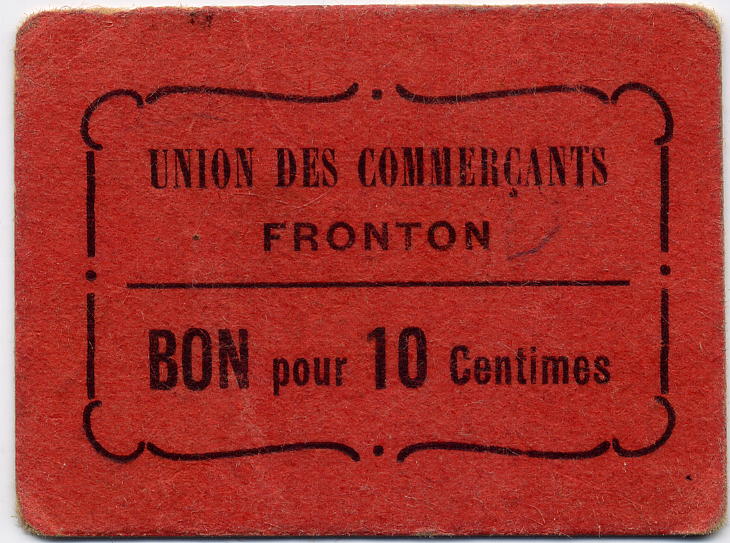 UNION DES COMMERÇANTS
FRONTON
BON pour 10 Centimes